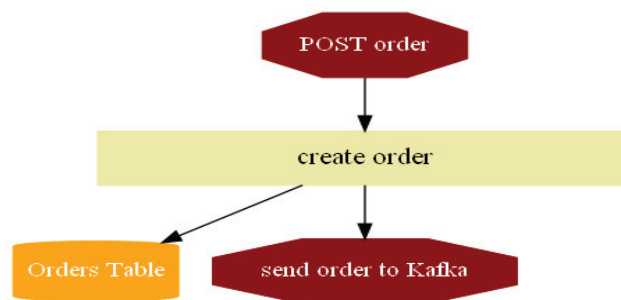 POST order
create order
Orders Table
send order to Kafka